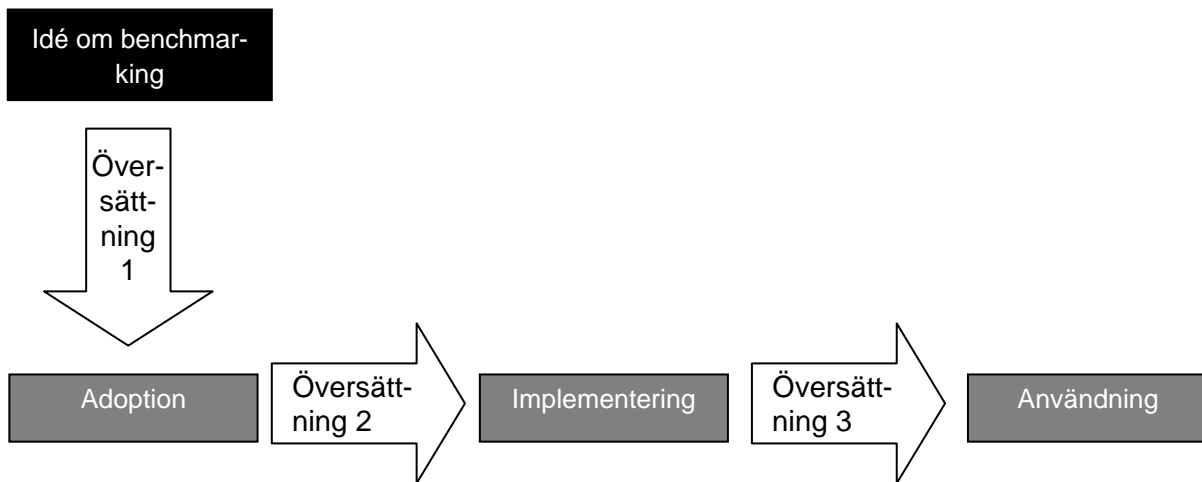 Idé om benchmar-
king
Över-
sätt-
ning
1
Adoption
Översätt-
ning 2
Implementering
Översätt-
ning 3
Användning